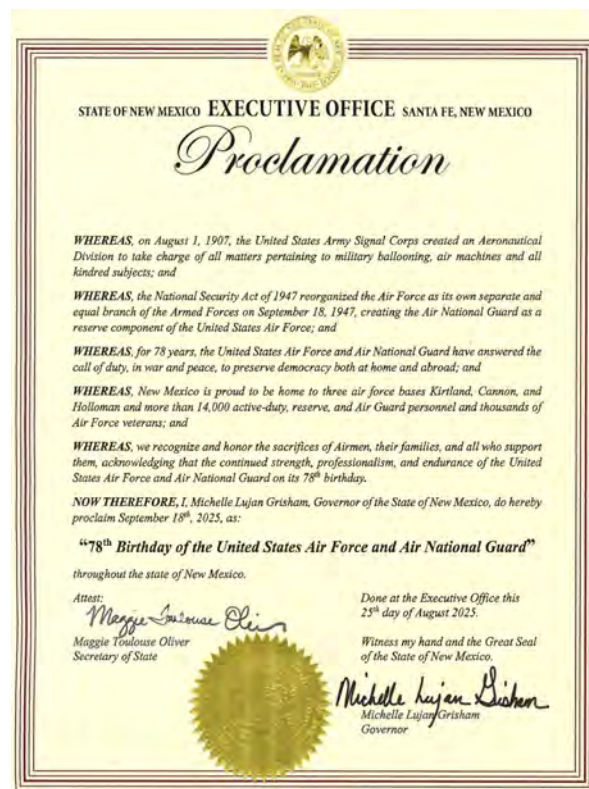 STATE OF NEW MEXICO EXECUTIVE OFFICE SANTA FE, NEW MEXICO
Proclamation
WHEREAS, on August 1, 1907, the United States Army Signal Corps created an Aeronautical
Division to take charge of all matters pertaining to military ballooning, air machines and all
kindred subjects; and
WHEREAS, the National Security Act of 1947 reorganized the Air Force as its own separate and
equal branch of the Armed Forces on September 18, 1947, creating the Air National Guard as a
reserve component of the United States Air Force; and
WHEREAS, for 78 years, the United States Air Force and Air National Guard have answered the
call of duty, in war and peace, to preserve democracy both at home and abroad; and
WHEREAS, New Mexico is proud to be home to three air force bases Kirtland, Cannon, and
Holloman and more than 14,000 active-duty, reserve, and Air Guard personnel and thousands of
Air Force veterans; and
WHEREAS, we recognize and honor the sacrifices of Airmen, their families, and all who support
them, acknowledging that the continued strength, professionalism, and endurance of the United
States Air Force and Air National Guard on its 78th birthday.
NOW THEREFORE, I, Michelle Lujan Grisham, Governor of the State of New Mexico, do hereby
proclaim September 18th, 2025, as:
“78th Birthday of the United States Air Force and Air National Guard”
throughout the state of New Mexico.
Attest:
Maggie Toulouse Oliver
Maggie Toulouse Oliver
Secretary of State
Done at the Executive Office this
25th day of August 2025.
Witness my hand and the Great Seal
of the State of New Mexico.
Michelle Lujan Grisham
Michelle Lujan Grisham
Governor